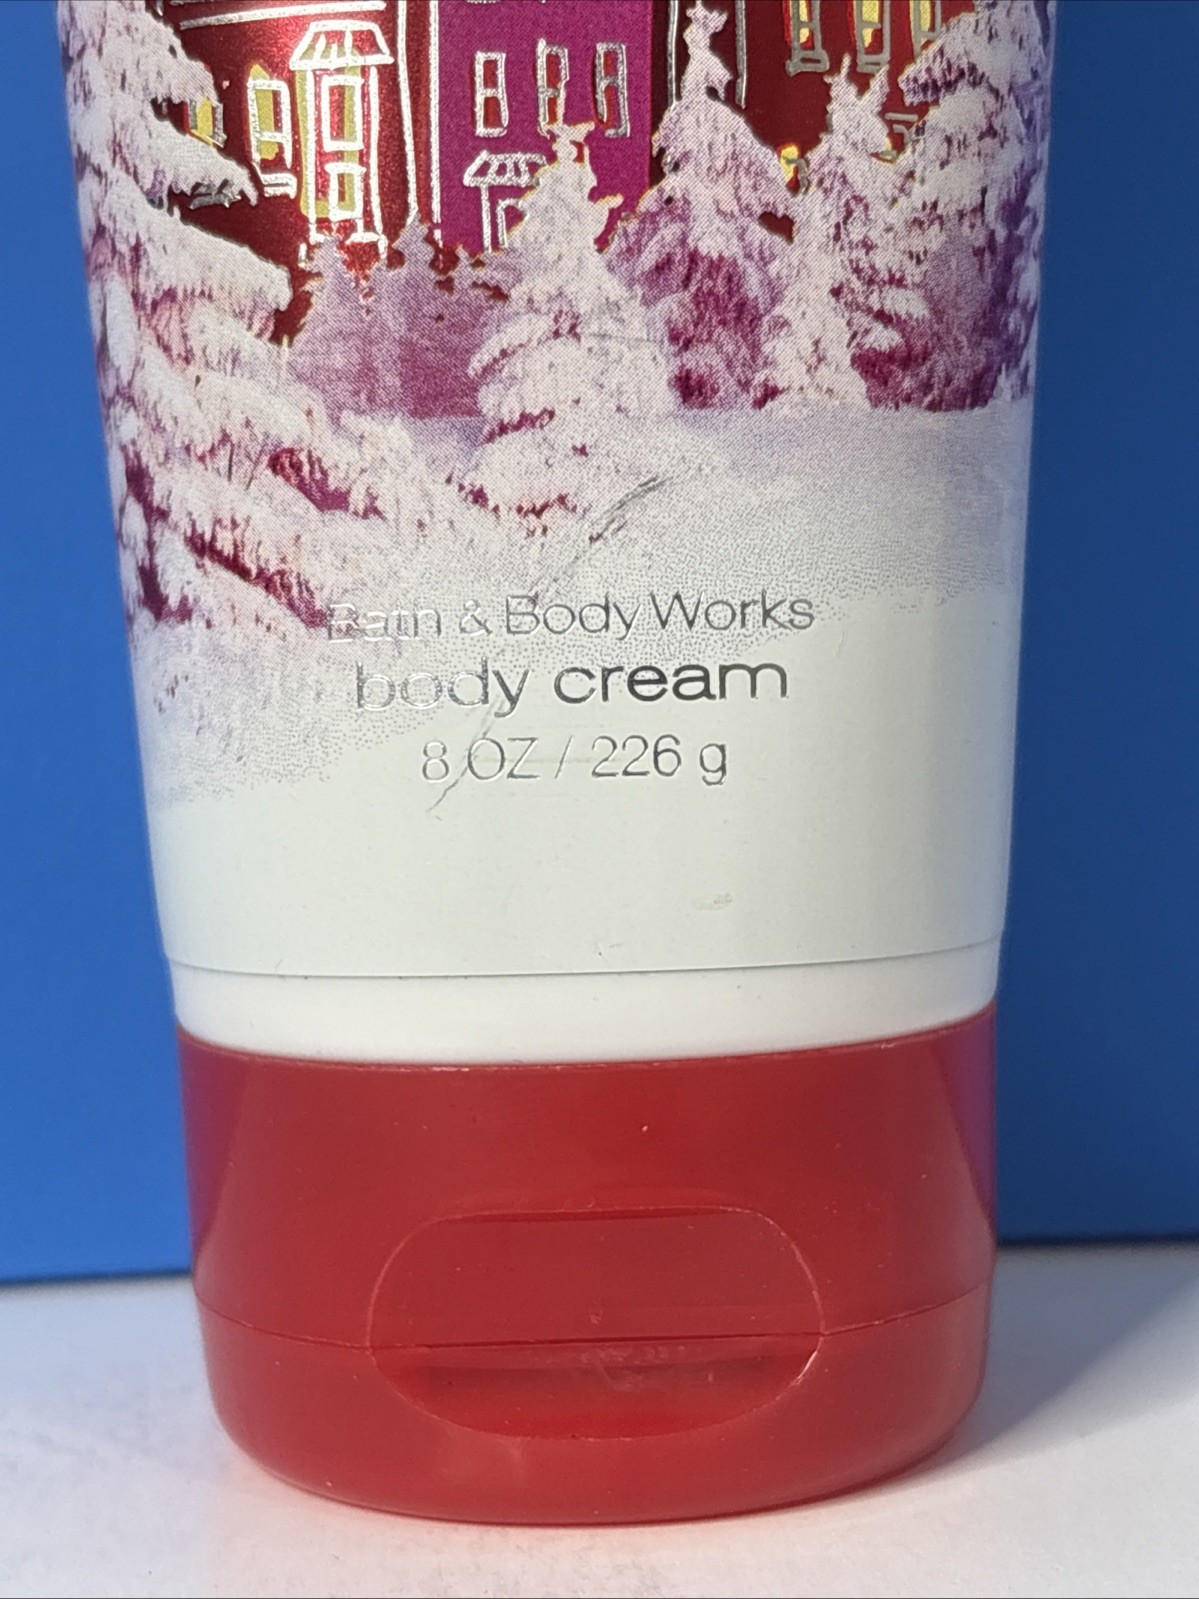 Bath & Body Works
body cream
8 OZ / 226 g